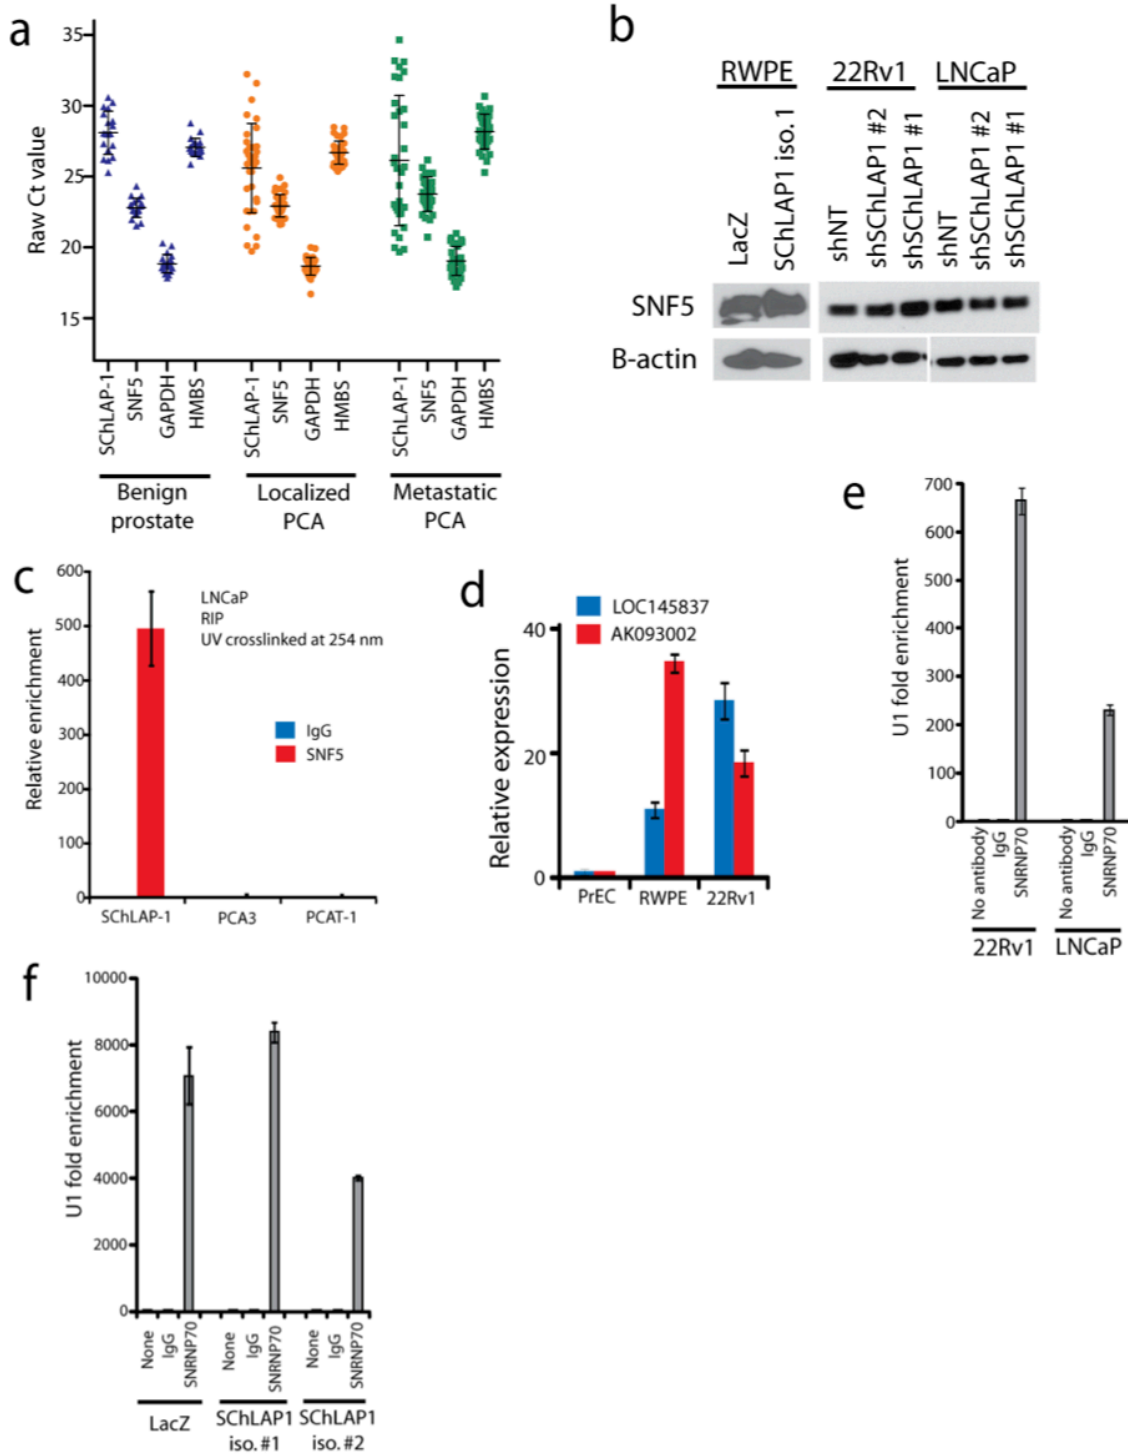 a
35
30
25
20
15
Raw Ct value
SChLAP-1
SNF5
GAPDH
HMBS
SChLAP-1
SNF5
GAPDH
HMBS
SChLAP-1
SNF5
GAPDH
HMBS
Benign
prostate
Localized
PCA
Metastatic
PCA
b
RWPE
22Rv1
LNCaP
LacZ
SChLAP1 iso. 1
shNT
shSChLAP1 #2
shSChLAP1 #1
shNT
shSChLAP1 #2
shSChLAP1 #1
SNF5
B-actin
c
600
500
400
300
200
100
0
Relative enrichment
LNCaP
RIP
UV crosslinked at 254 nm
IgG
SNF5
SChLAP-1
PCA3
PCAT-1
d
LOC145837
AK093002
40
20
0
Relative expression
PrEC
RWPE
22Rv1
e
700
600
500
400
300
200
100
0
U1 fold enrichment
No antibody
IgG
SNRNP70
No antibody
IgG
SNRNP70
22Rv1
LNCaP
f
10000
8000
6000
4000
2000
0
U1 fold enrichment
None
IgG
SNRNP70
None
IgG
SNRNP70
None
IgG
SNRNP70
LacZ
SChLAP1
iso. #1
SChLAP1
iso. #2